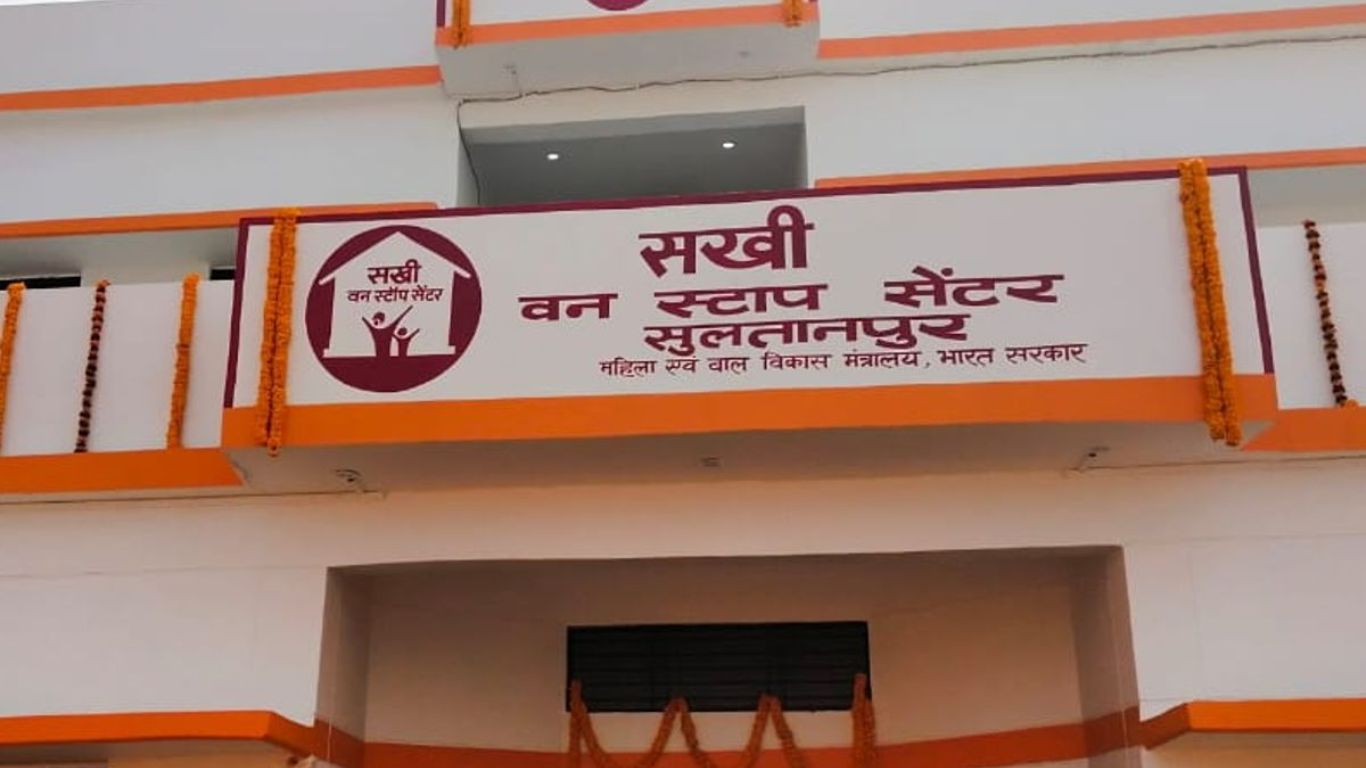 सखी
वन स्टॉप सेंटर
सखी
वन स्टाप सेंटर
सुलतानपुर
महिला एवं वाल विकास मंत्रालय, भारत सरकार